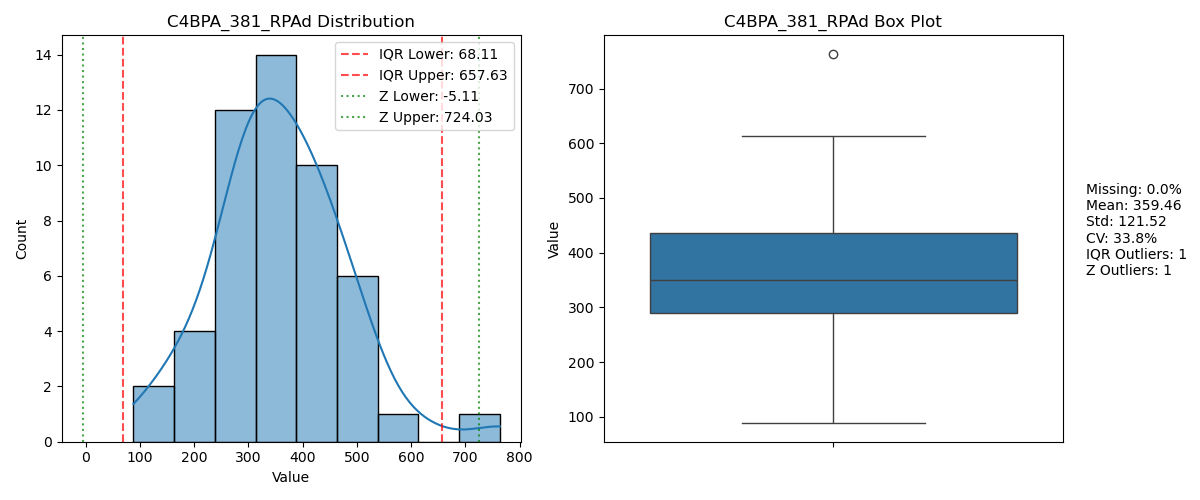 C4BPA_381_RPAd Distribution
IQR Lower: 68.11
IQR Upper: 657.63
Z Lower: -5.11
Z Upper: 724.03
Count
14
12
10
8
6
4
2
0
0 100 200 300 400 500 600 700 800
Value
C4BPA_381_RPAd Box Plot
Value
700
600
500
400
300
200
100
Missing: 0.0%
Mean: 359.46
Std: 121.52
CV: 33.8%
IQR Outliers: 1
Z Outliers: 1